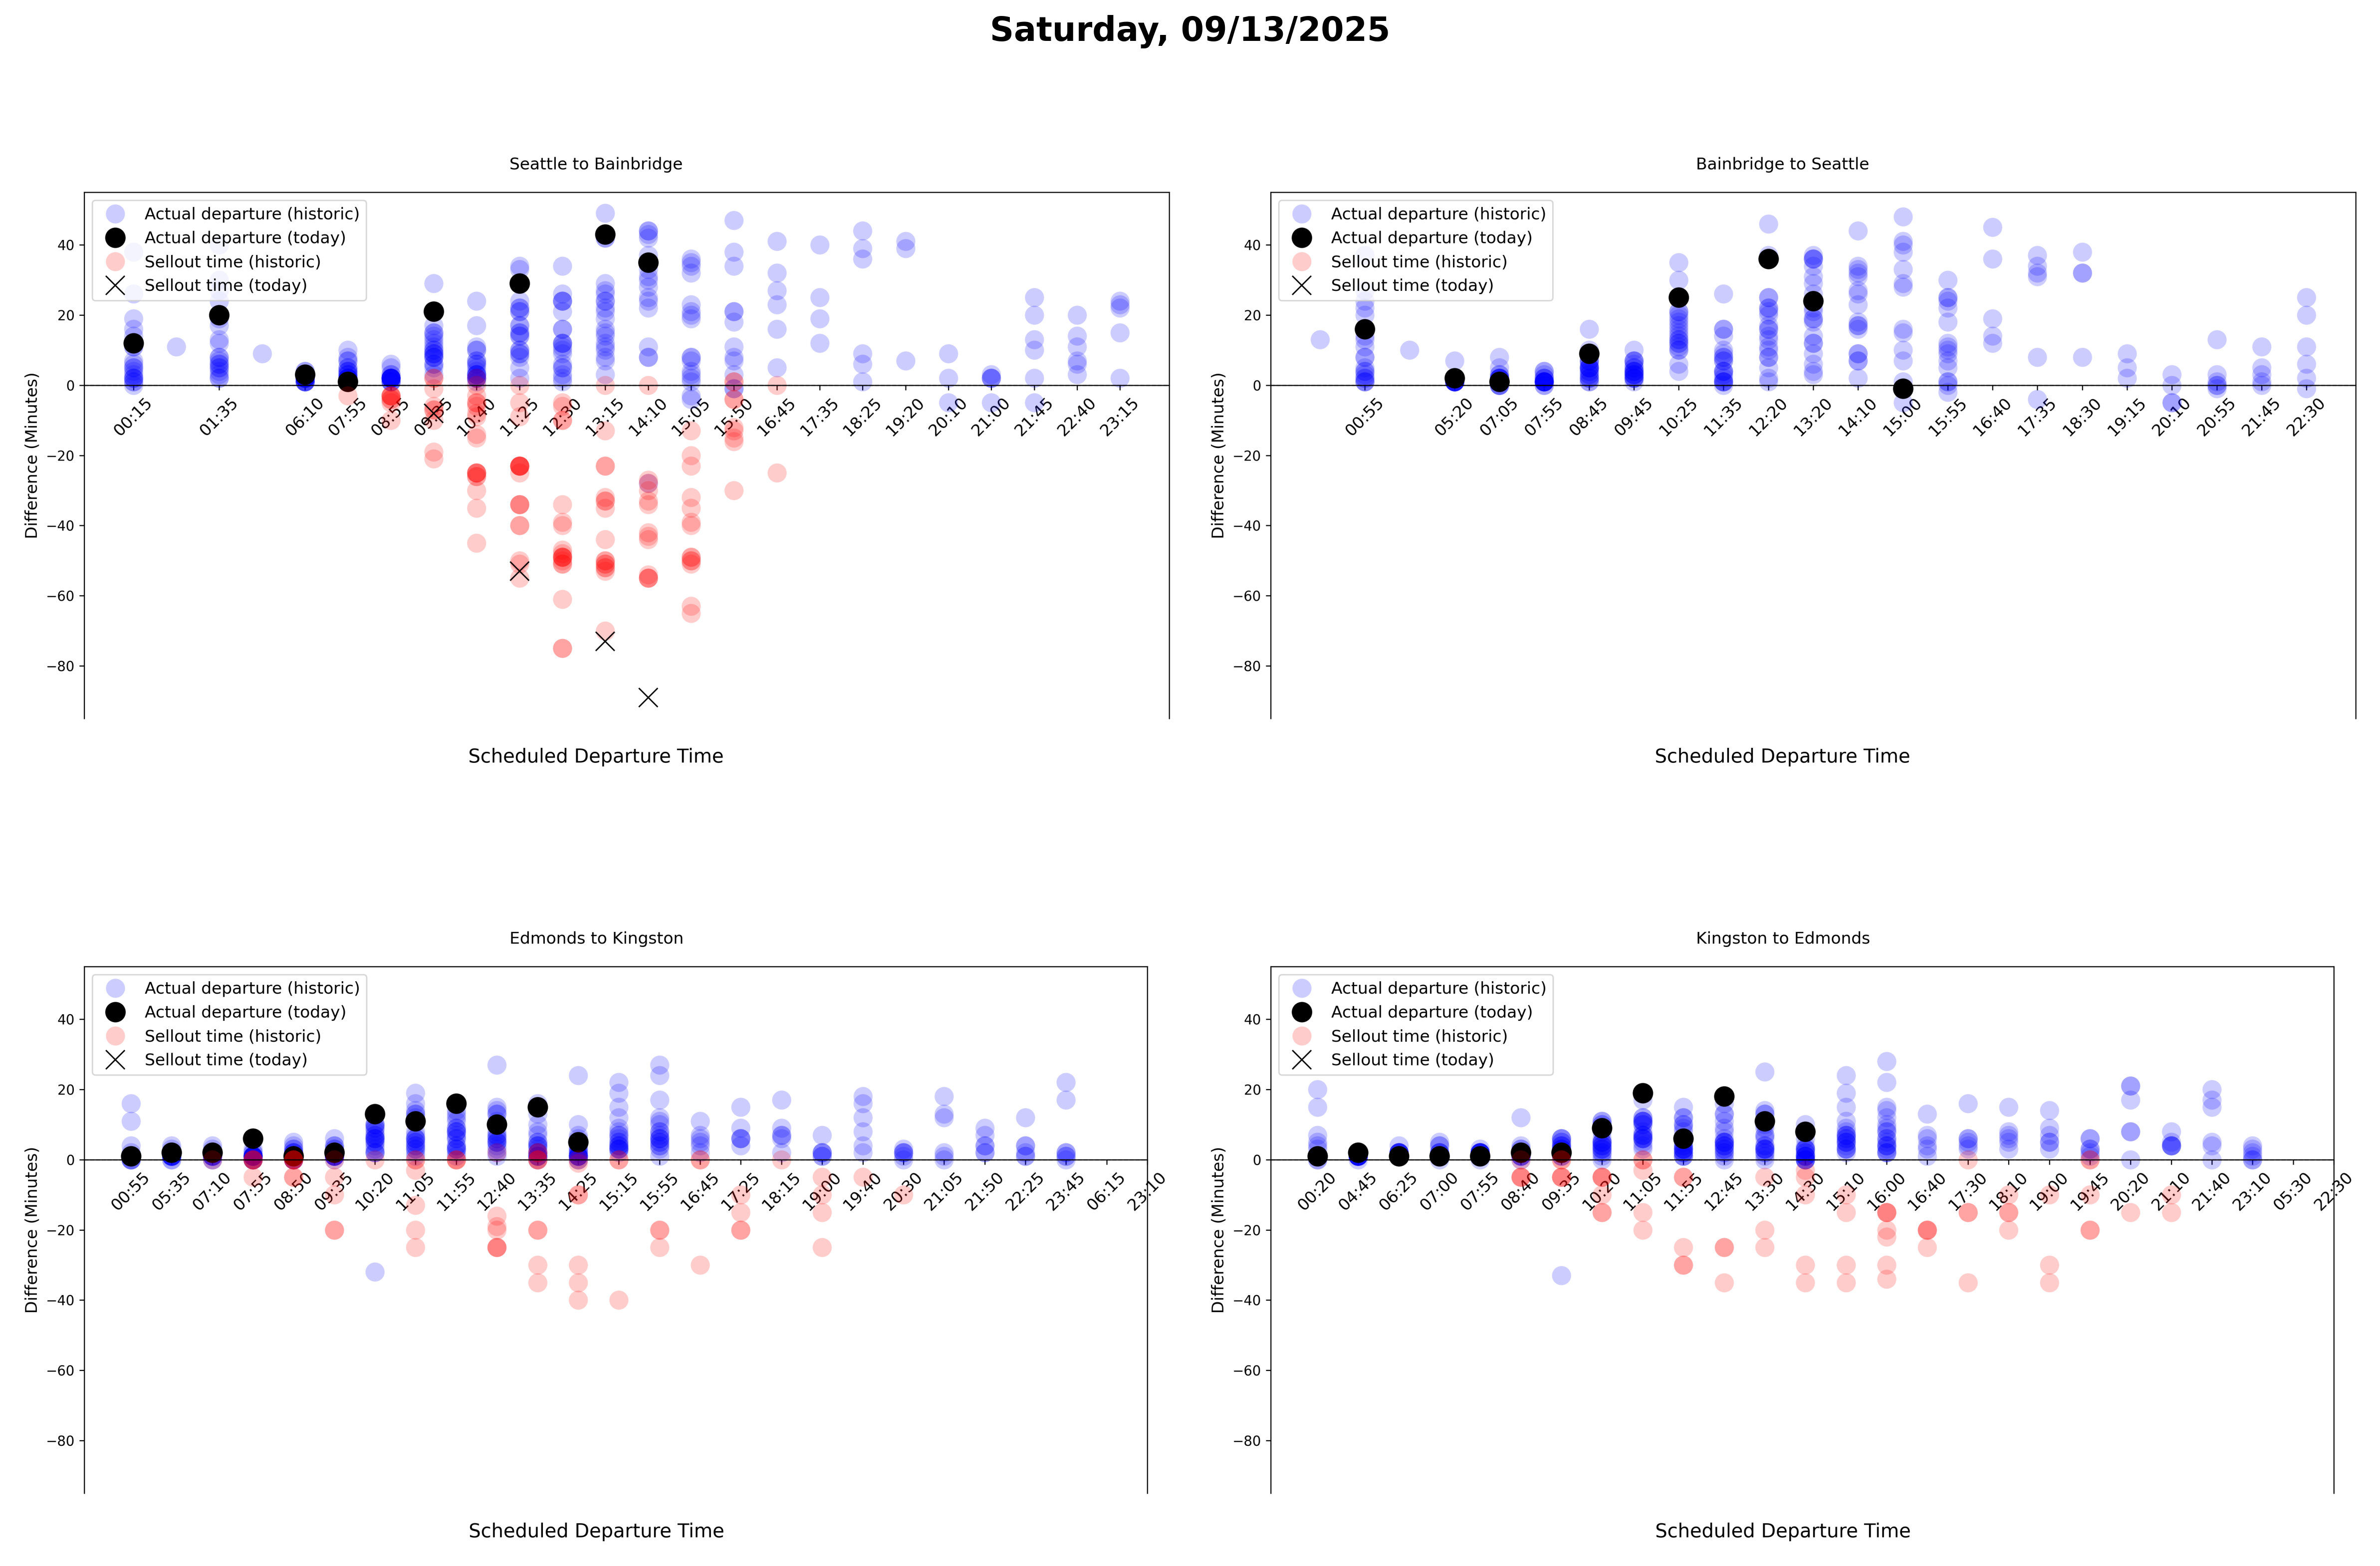 Saturday, 09/13/2025
Seattle to Bainbridge
Actual departure (historic)
Actual departure (today)
Sellout time (historic)
Sellout time (today)
40
20
0
−20
−40
−60
−80
Difference (Minutes)
00:15 01:35 06:10 07:55 08:55 09:35 10:40 11:25 12:30 13:15 14:10 15:05 15:50 16:45 17:35 18:25 19:20 20:10 21:00 21:45 22:40 23:15
Scheduled Departure Time
Bainbridge to Seattle
Actual departure (historic)
Actual departure (today)
Sellout time (historic)
Sellout time (today)
40
20
0
−20
−40
−60
−80
Difference (Minutes)
00:55 05:20 07:05 07:55 08:45 09:45 10:25 11:35 12:20 13:20 14:10 15:00 15:55 16:40 17:35 18:30 19:15 20:10 20:55 21:45 22:30
Scheduled Departure Time
Edmonds to Kingston
Actual departure (historic)
Actual departure (today)
Sellout time (historic)
Sellout time (today)
40
20
0
−20
−40
−60
−80
Difference (Minutes)
00:55 05:35 07:10 07:55 08:50 09:35 10:20 11:05 11:55 12:40 13:35 14:25 15:15 15:55 16:45 17:25 18:15 19:00 19:40 20:30 21:05 21:50 22:25 23:45 06:15 23:10
Scheduled Departure Time
Kingston to Edmonds
Actual departure (historic)
Actual departure (today)
Sellout time (historic)
Sellout time (today)
40
20
0
−20
−40
−60
−80
Difference (Minutes)
00:20 04:45 06:25 07:00 07:55 08:40 09:35 10:20 11:05 11:55 12:45 13:30 14:30 15:10 16:00 16:40 17:30 18:10 19:00 19:45 20:20 21:10 21:40 23:10 05:30 22:30
Scheduled Departure Time